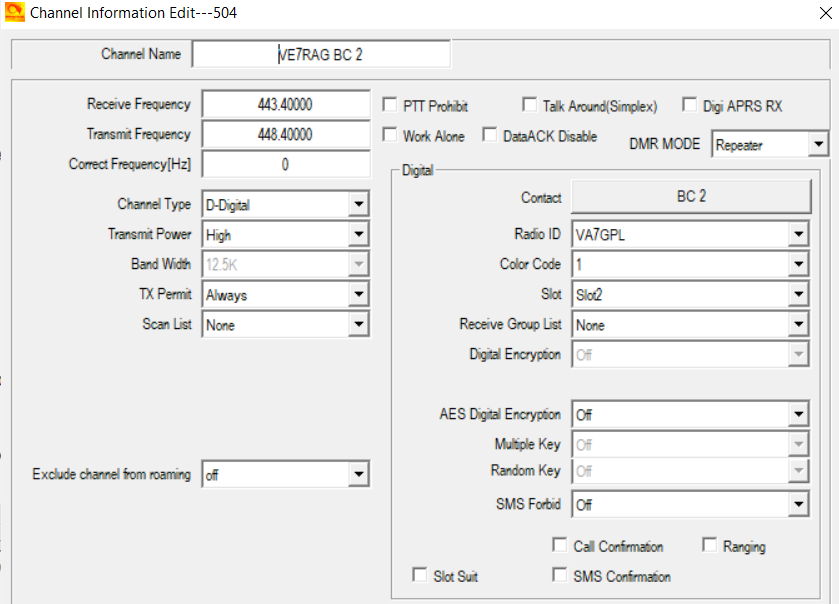 Channel Information Edit---504
Channel Name VE7RAG BC 2
Receive Frequency 443.40000 PTT Prohibit Talk Around(Simplex) Digi APRS RX
Transmit Frequency 448.40000 Work Alone DataACK Disable DMR MODE Repeater
Correct Frequency[Hz] 0
Digital
Channel Type D-Digital Contact BC 2
Transmit Power High Radio ID VA7GPL
Band Width 12.5K Color Code 1
TX Permit Always Slot Slot2
Scan List None Receive Group List None
Digital Encryption Off
AES Digital Encryption Off
Multiple Key Off
Exclude channel from roaming off Random Key Off
SMS Forbid Off
Call Confirmation Ranging
Slot Suit SMS Confirmation